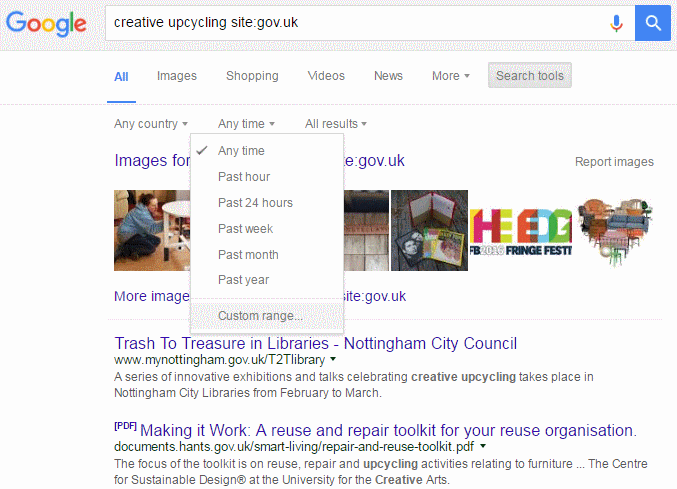 Google
creative upcycling site:gov.uk
All Images Shopping Videos News More Search tools
Any country Any time All results
Any time
Past hour
Past 24 hours
Past week
Past month
Past year
Custom range...
Images for site:gov.uk
Report images
THE EDG
FB2016 FRINGE FESTI
More image site:gov.uk
Trash To Treasure in Libraries - Nottingham City Council
www.mynottingham.gov.uk/T2Tlibrary
A series of innovative exhibitions and talks celebrating creative upcycling takes place in
Nottingham City Libraries from February to March.
[PDF] Making it Work: A reuse and repair toolkit for your reuse organisation.
documents.hants.gov.uk/smart-living/repair-and-reuse-toolkit.pdf
The focus of the toolkit is on reuse, repair and upcycling activities relating to furniture ... The Centre
for Sustainable Design® at the University for the Creative Arts.